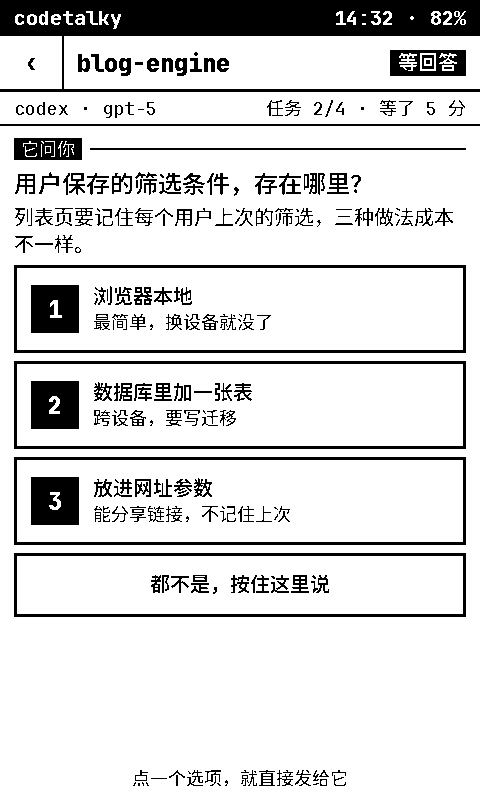 codetalky 14:32 · 82%
‹ blog-engine 等回答
codex · gpt-5 任务 2/4 · 等了 5 分
它问你
用户保存的筛选条件，存在哪里？
列表页要记住每个用户上次的筛选，三种做法成本
不一样。
1 浏览器本地
最简单，换设备就没了
2 数据库里加一张表
跨设备，要写迁移
3 放进网址参数
能分享链接，不记住上次
都不是，按住这里说
点一个选项，就直接发给它